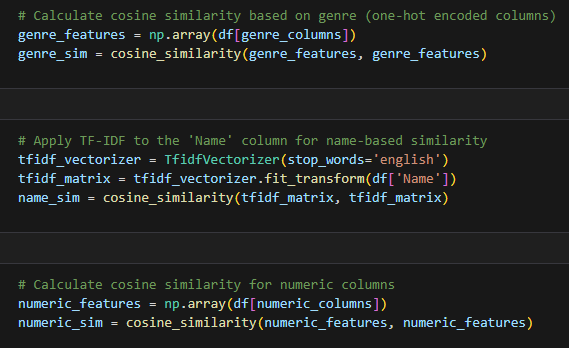 # Calculate cosine similarity based on genre (one-hot encoded columns)
genre_features = np.array(df[genre_columns])
genre_sim = cosine_similarity(genre_features, genre_features)
# Apply TF-IDF to the 'Name' column for name-based similarity
tfidf_vectorizer = TfidfVectorizer(stop_words='english')
tfidf_matrix = tfidf_vectorizer.fit_transform(df['Name'])
name_sim = cosine_similarity(tfidf_matrix, tfidf_matrix)
# Calculate cosine similarity for numeric columns
numeric_features = np.array(df[numeric_columns])
numeric_sim = cosine_similarity(numeric_features, numeric_features)